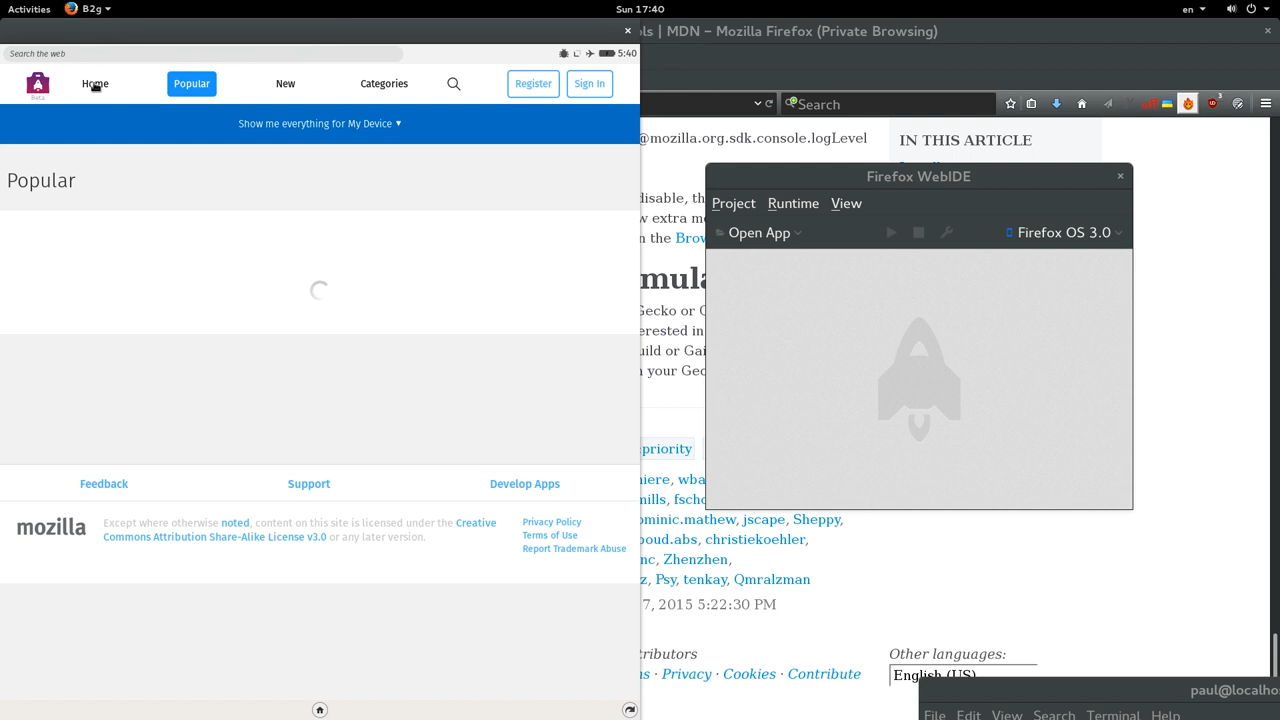 Activities B2g Sun 17:40 en
ols | MDN – Mozilla Firefox (Private Browsing)
Search the web 5:40
Beta
Home Popular New Categories Register Sign In
Show me everything for My Device ▼
Popular
Feedback Support Develop Apps
mozilla
Except where otherwise noted, content on this site is licensed under the Creative
Commons Attribution Share-Alike License v3.0 or any later version.
Privacy Policy
Terms of Use
Report Trademark Abuse
Search off 3
@mozilla.org.sdk.console.logLevel
IN THIS ARTICLE
disable, th
w extra m
n the Brow
mula
Gecko or
erested in
uild or Gai
n your Gec
Firefox WebIDE
Project Runtime View
Open App Firefox OS 3.0
priority
niere, wba
mills, fscho
ominic.mathew, jscape, Sheppy,
boud.abs, christiekoehler,
nc, Zhenzhen,
z, Psy, tenkay, Qmralzman
7, 2015 5:22:30 PM
tributors
ns · Privacy · Cookies · Contribute
Other languages:
English (US)
paul@localho
File Edit View Search Terminal Help